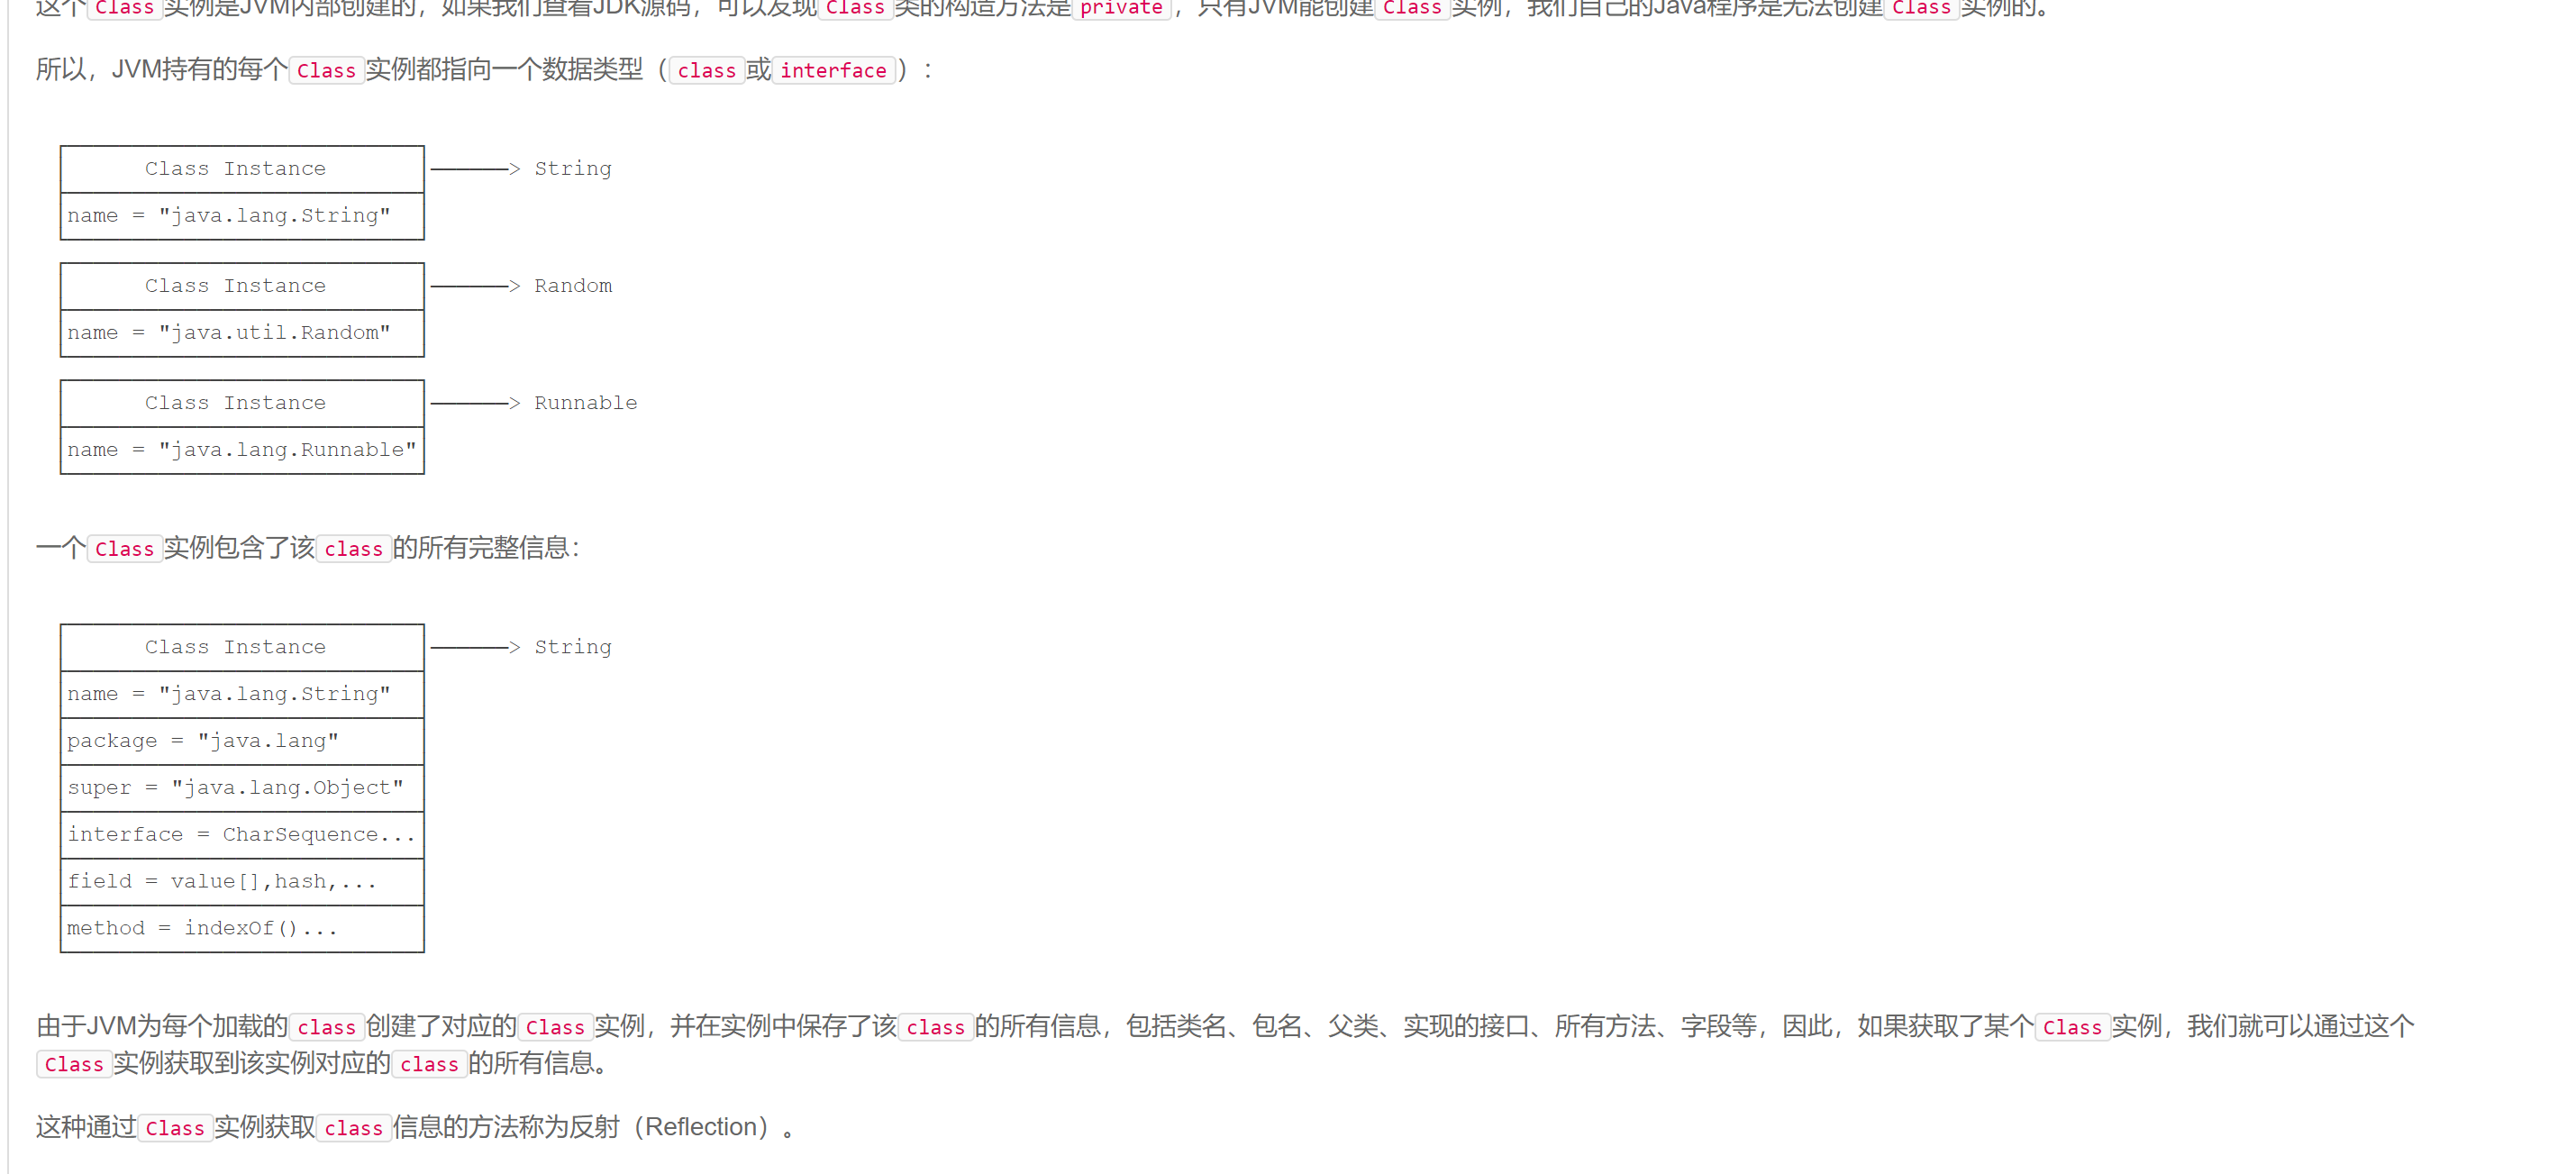 这个Class实例是JVM内部创建的，如果我们查看JDK源码，可以发现Class类的构造方法是private，只有JVM能创建Class实例，我们自己的Java程序是无法创建Class实例的。
所以，JVM持有的每个Class实例都指向一个数据类型（class或interface）：
Class Instance ──────> String
name = "java.lang.String"
Class Instance ──────> Random
name = "java.util.Random"
Class Instance ──────> Runnable
name = "java.lang.Runnable"
一个Class实例包含了该class的所有完整信息：
Class Instance ──────> String
name = "java.lang.String"
package = "java.lang"
super = "java.lang.Object"
interface = CharSequence...
field = value[],hash,...
method = indexOf()...
由于JVM为每个加载的class创建了对应的Class实例，并在实例中保存了该class的所有信息，包括类名、包名、父类、实现的接口、所有方法、字段等，因此，如果获取了某个Class实例，我们就可以通过这个
Class实例获取到该实例对应的class的所有信息。
这种通过Class实例获取class信息的方法称为反射（Reflection）。